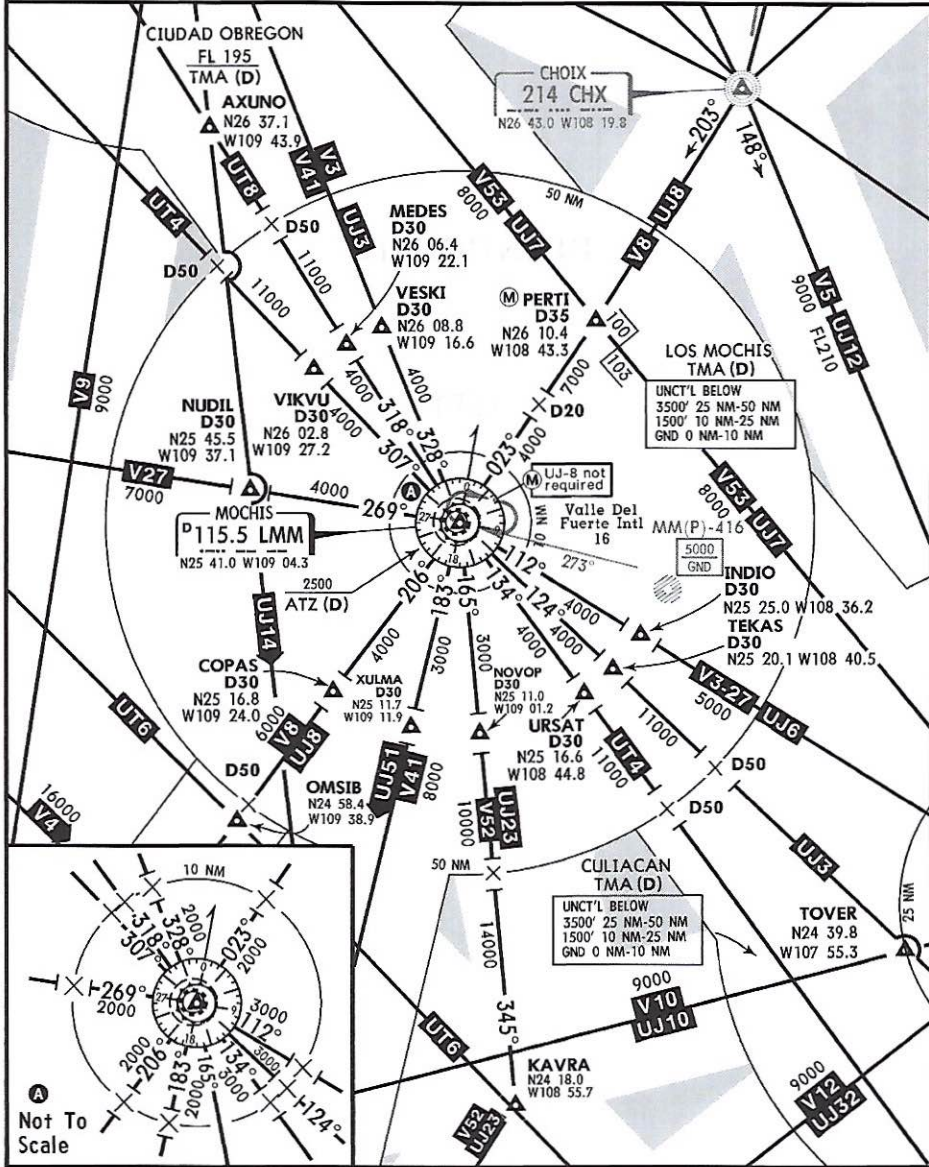 CIUDAD OBREGON
FL 195
TMA (D)
AXUNO
N26 37.1
W109 43.9
CHOIX
214 CHX
N26 43.0 W108 19.8
203°
148°
V3
V41
UJ3
UT8
UT4
V53
UJ7
8000
50 NM
V8
UJ8
V5
UJ12
9000 FL210
MEDES
D30
N26 06.4
W109 22.1
D50
D50
11000
11000
VESKI
D30
N26 08.8
W109 16.6
M PERTI
D35
N26 10.4
W108 43.3
100
103
LOS MOCHIS
TMA (D)
UNCT'L BELOW
3500' 25 NM-50 NM
1500' 10 NM-25 NM
GND 0 NM-10 NM
V9
9000
NUDIL
D30
N25 45.5
W109 37.1
VIKVU
D30
N26 02.8
W109 27.2
4000
4000
4000
318°
328°
307°
7000
D20
4000
023°
V27
7000
4000
269°
A
M UJ-8 not
required
MOCHIS
D 115.5 LMM
N25 41.0 W109 04.3
Valle Del
Fuerte Intl
16
10 NM
273°
MM(P)-416
5000
GND
V53
UJ7
8000
2500
ATZ (D)
206°
183°
165°
134°
124°
112°
INDIO
D30
N25 25.0 W108 36.2
TEKAS
D30
N25 20.1 W108 40.5
UJ14
6000
COPAS
D30
N25 16.8
W109 24.0
4000
3000
3000
4000
4000
4000
XULMA
D30
N25 11.7
W109 11.9
NOVOP
D30
N25 11.0
W109 01.2
URSAT
D30
N25 16.6
W108 44.8
V3-27
UJ6
5000
UT6
V8
UJ8
D50
OMSIB
N24 58.4
W109 38.9
UJ51
V41
8000
UJ23
V52
10000
UT4
11000
11000
D50
D50
16000
V4
50 NM
CULIACAN
TMA (D)
UNCT'L BELOW
3500' 25 NM-50 NM
1500' 10 NM-25 NM
GND 0 NM-10 NM
UJ3
25 NM
TOVER
N24 39.8
W107 55.3
14000
345°
9000
V10
UJ10
UT6
KAVRA
N24 18.0
W108 55.7
V52
UJ23
9000
V12
UJ32
10 NM
318°
328°
307°
2000
023°
2000
269°
2000
3000
112°
3000
134°
3000
124°
2000
206°
183°
2000
165°
A
Not To
Scale